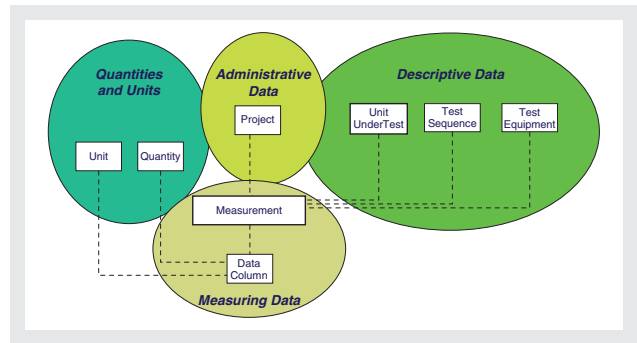 Quantities
and Units
Administrative
Data
Descriptive Data
Unit
Quantity
Project
Unit
UnderTest
Test
Sequence
Test
Equipment
Measurement
Data
Column
Measuring Data